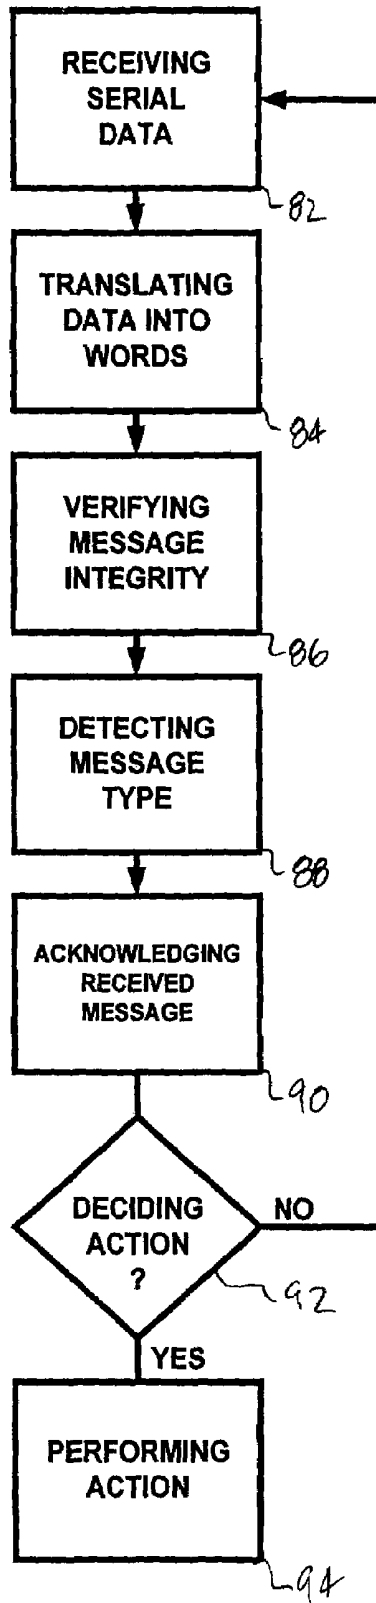 RECEIVING
SERIAL
DATA
82
TRANSLATING
DATA INTO
WORDS
84
VERIFYING
MESSAGE
INTEGRITY
86
DETECTING
MESSAGE
TYPE
88
ACKNOWLEDGING
RECEIVED
MESSAGE
90
DECIDING
ACTION
?
NO
92
YES
PERFORMING
ACTION
94